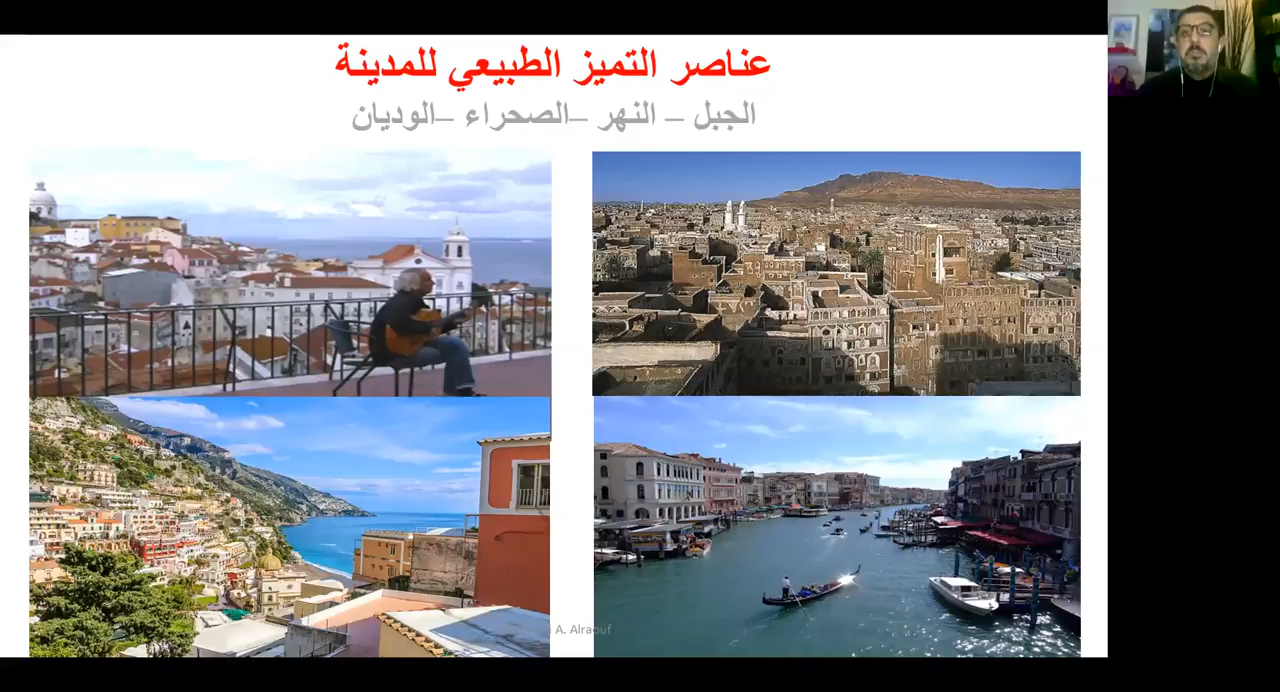 عناصر التميز الطبيعي للمدينة
الجبل – النهر –الصحراء –الوديان
A. Alraouf